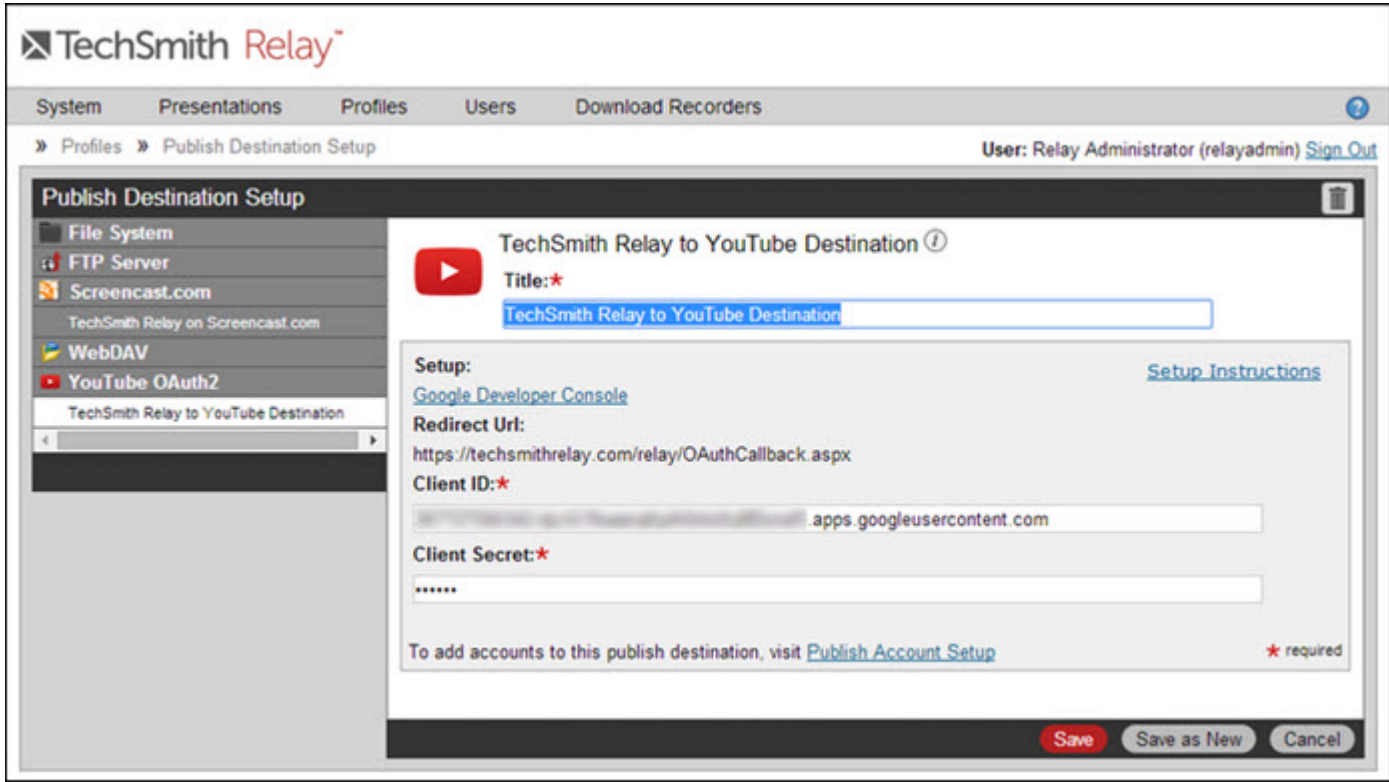 TechSmith Relay™
System Presentations Profiles Users Download Recorders ?
» Profiles » Publish Destination Setup
User: Relay Administrator (relayadmin) Sign Out
Publish Destination Setup
File System
FTP Server
Screencast.com
TechSmith Relay on Screencast.com
WebDAV
YouTube OAuth2
TechSmith Relay to YouTube Destination
TechSmith Relay to YouTube Destination i
Title:*
TechSmith Relay to YouTube Destination
Setup:
Setup Instructions
Google Developer Console
Redirect Url:
https://techsmithrelay.com/relay/OAuthCallback.aspx
Client ID:*
.apps.googleusercontent.com
Client Secret:*
••••••
To add accounts to this publish destination, visit Publish Account Setup
* required
Save Save as New Cancel